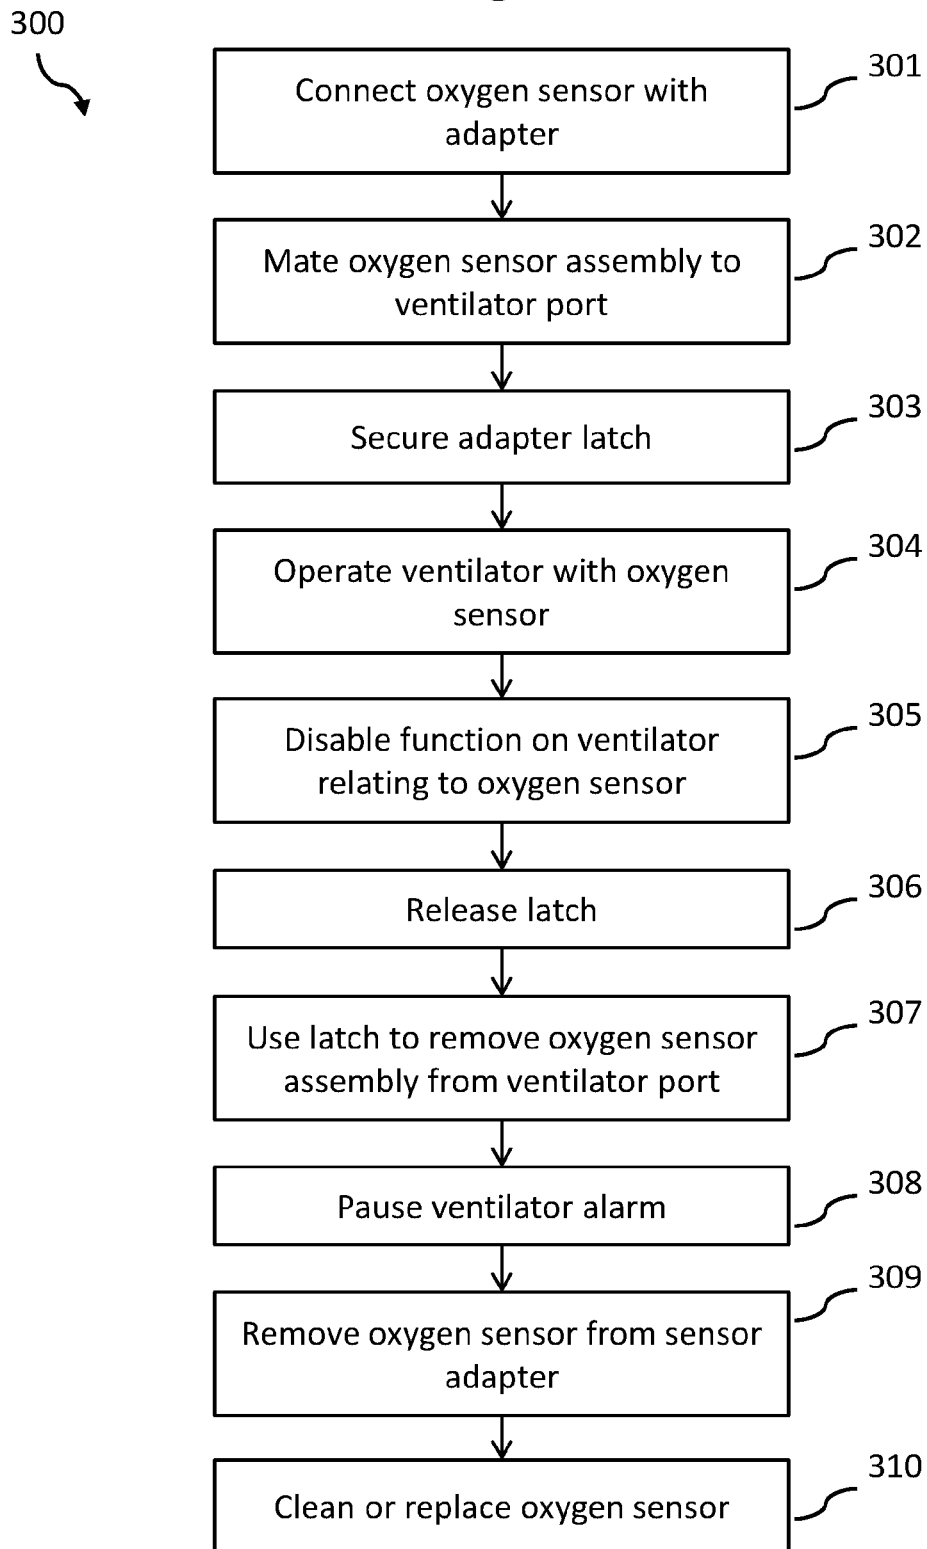 300
Connect oxygen sensor with
adapter
301
Mate oxygen sensor assembly to
ventilator port
302
Secure adapter latch
303
Operate ventilator with oxygen
sensor
304
Disable function on ventilator
relating to oxygen sensor
305
Release latch
306
Use latch to remove oxygen sensor
assembly from ventilator port
307
Pause ventilator alarm
308
Remove oxygen sensor from sensor
adapter
309
Clean or replace oxygen sensor
310